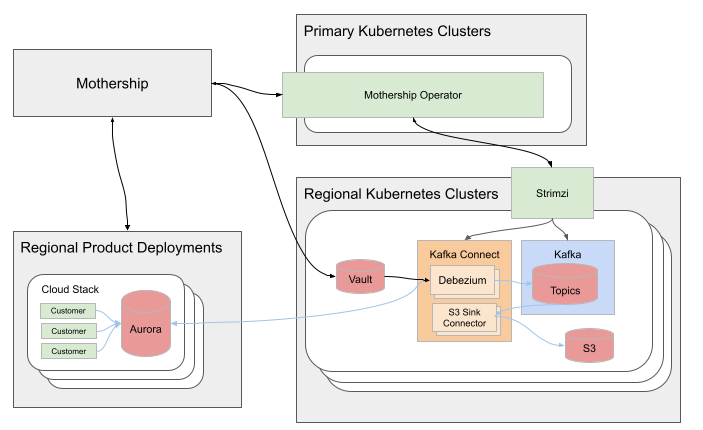 Primary Kubernetes Clusters
Mothership
Mothership Operator
Regional Kubernetes Clusters
Strimzi
Regional Product Deployments
Kafka Connect
Kafka
Vault
Debezium
Topics
Cloud Stack
Customer
Customer
Customer
Aurora
S3 Sink
Connector
S3